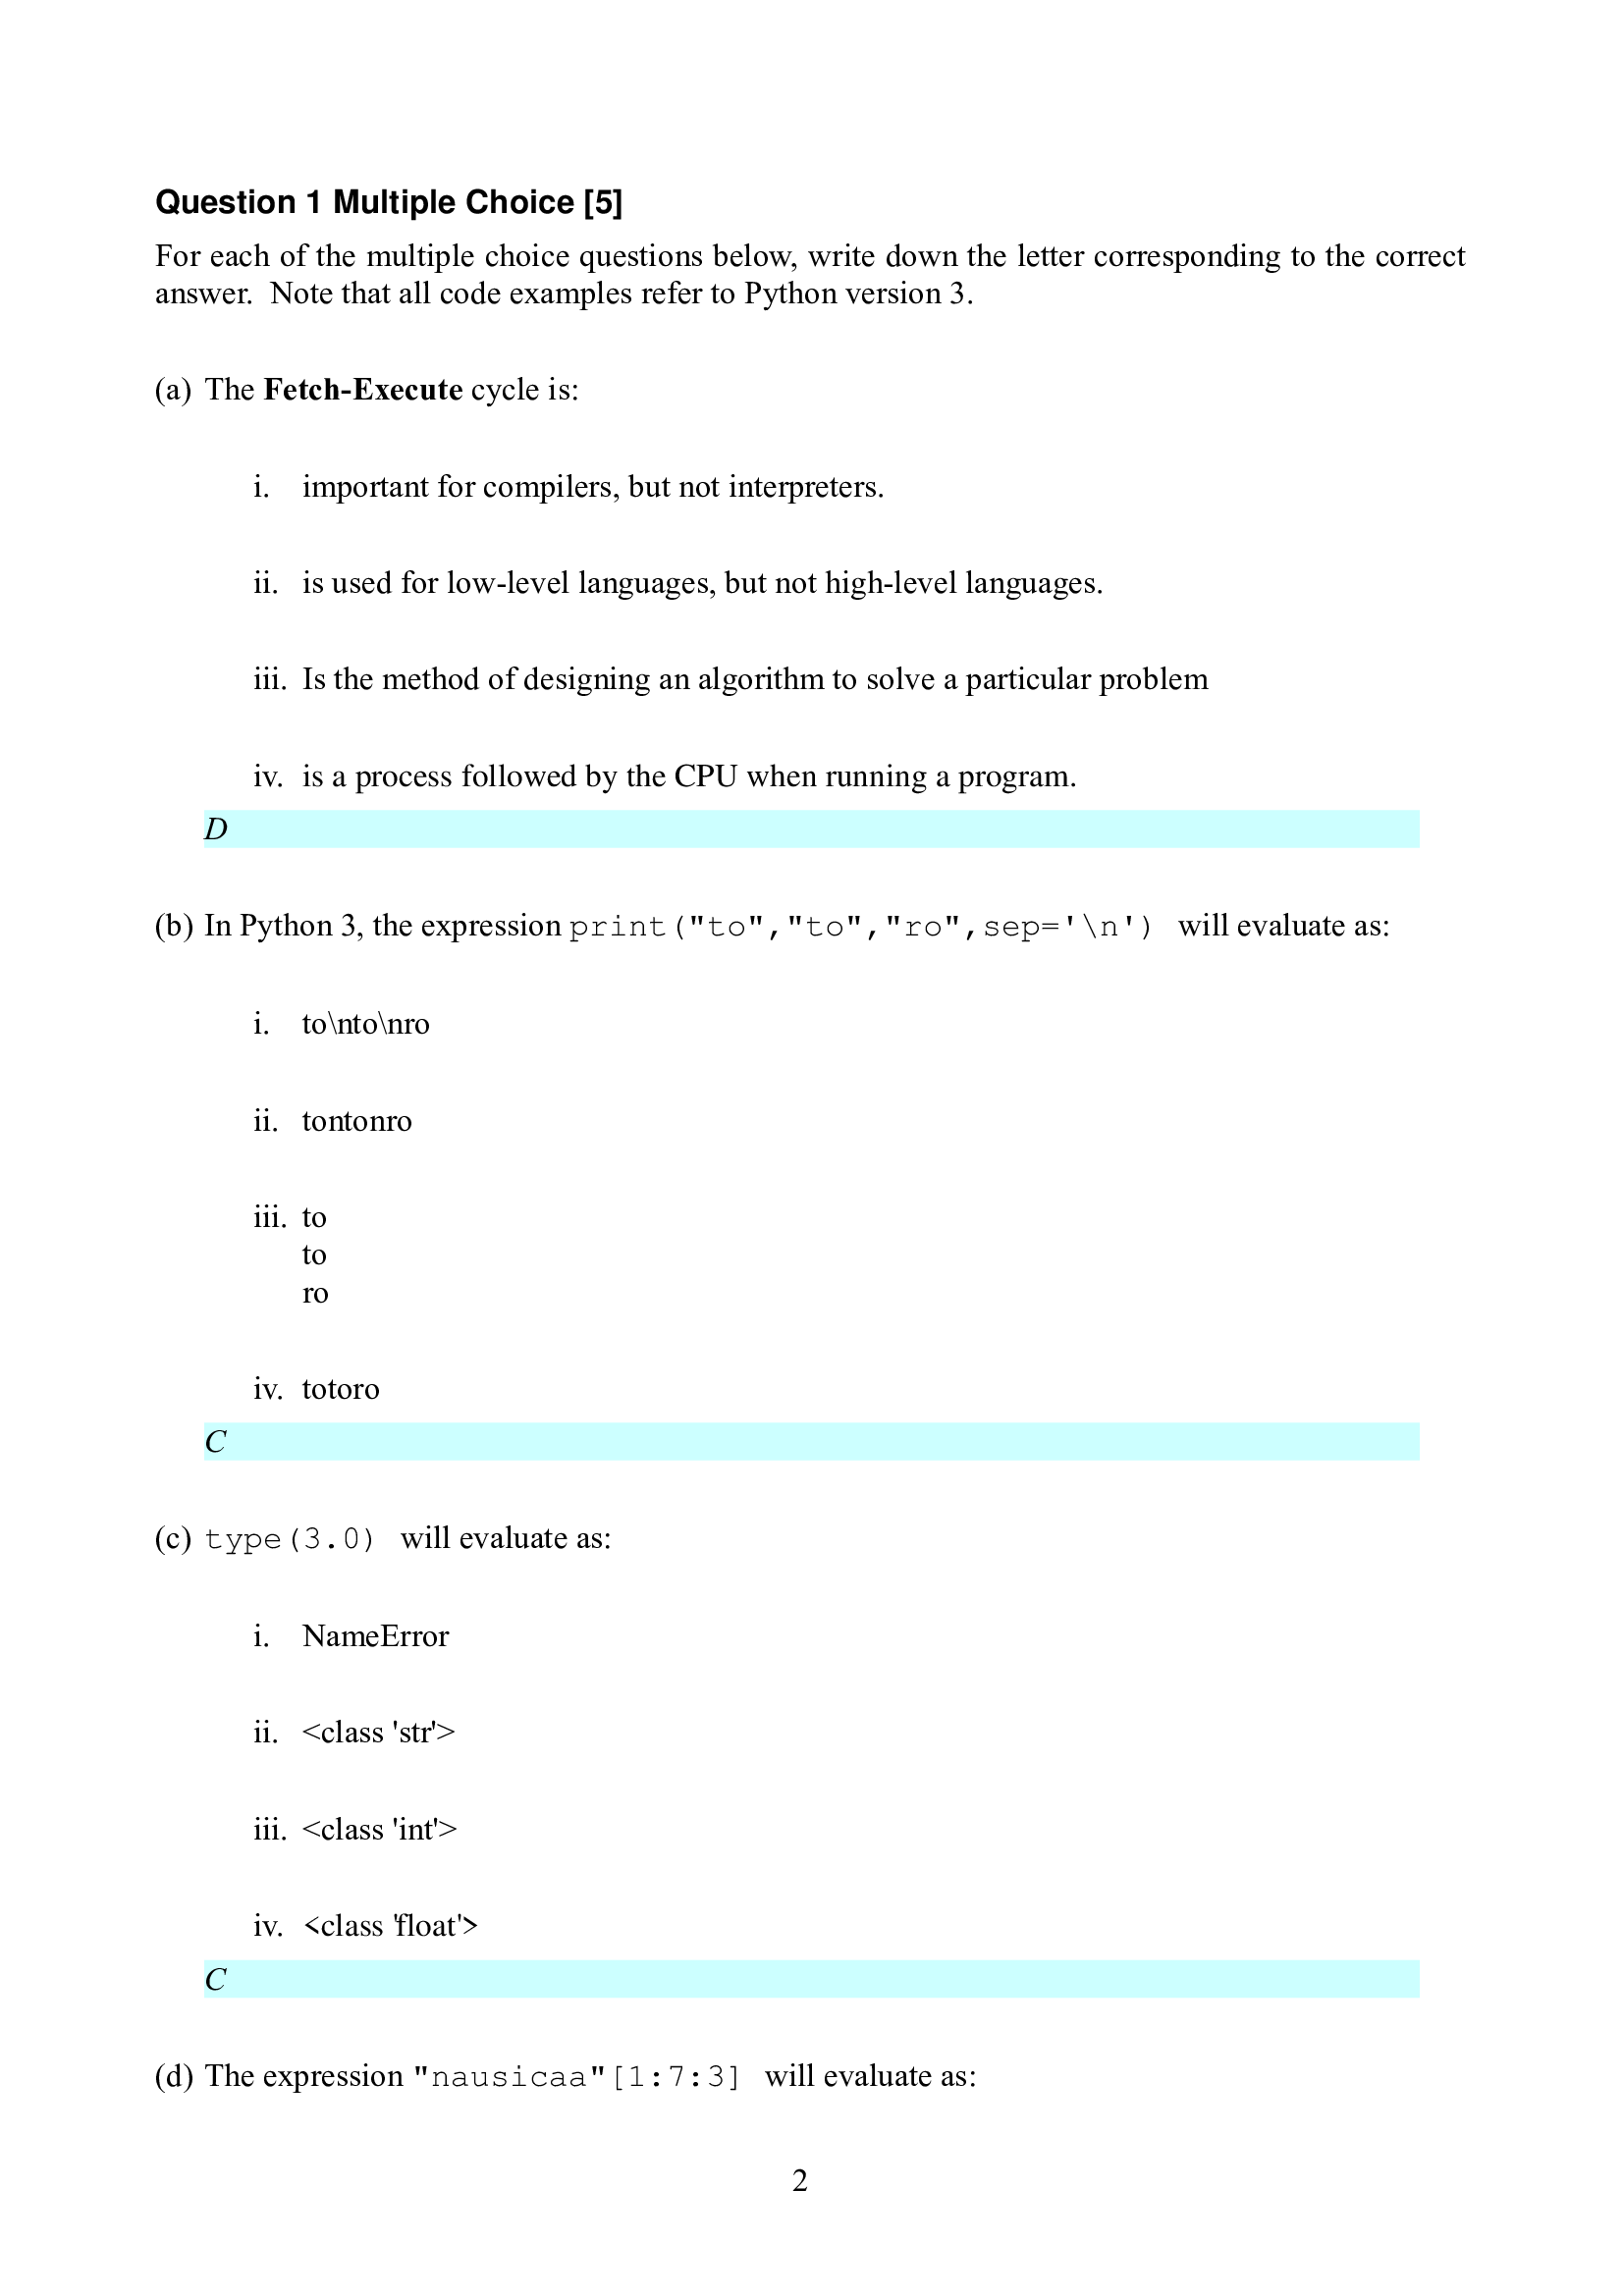 Question 1 Multiple Choice [5]
For each of the multiple choice questions below, write down the letter corresponding to the correct
answer.  Note that all code examples refer to Python version 3.
(a) The Fetch-Execute cycle is:
i. important for compilers, but not interpreters.
ii. is used for low-level languages, but not high-level languages.
iii. Is the method of designing an algorithm to solve a particular problem
iv. is a process followed by the CPU when running a program.
D
(b) In Python 3, the expression print("to","to","ro",sep='\n') will evaluate as:
i. to\nto\nro
ii. tontonro
iii. to
to
ro
iv. totoro
C
(c) type(3.0) will evaluate as:
i. NameError
ii. <class 'str'>
iii. <class 'int'>
iv. <class 'float'>
C
(d) The expression "nausicaa"[1:7:3] will evaluate as:
2